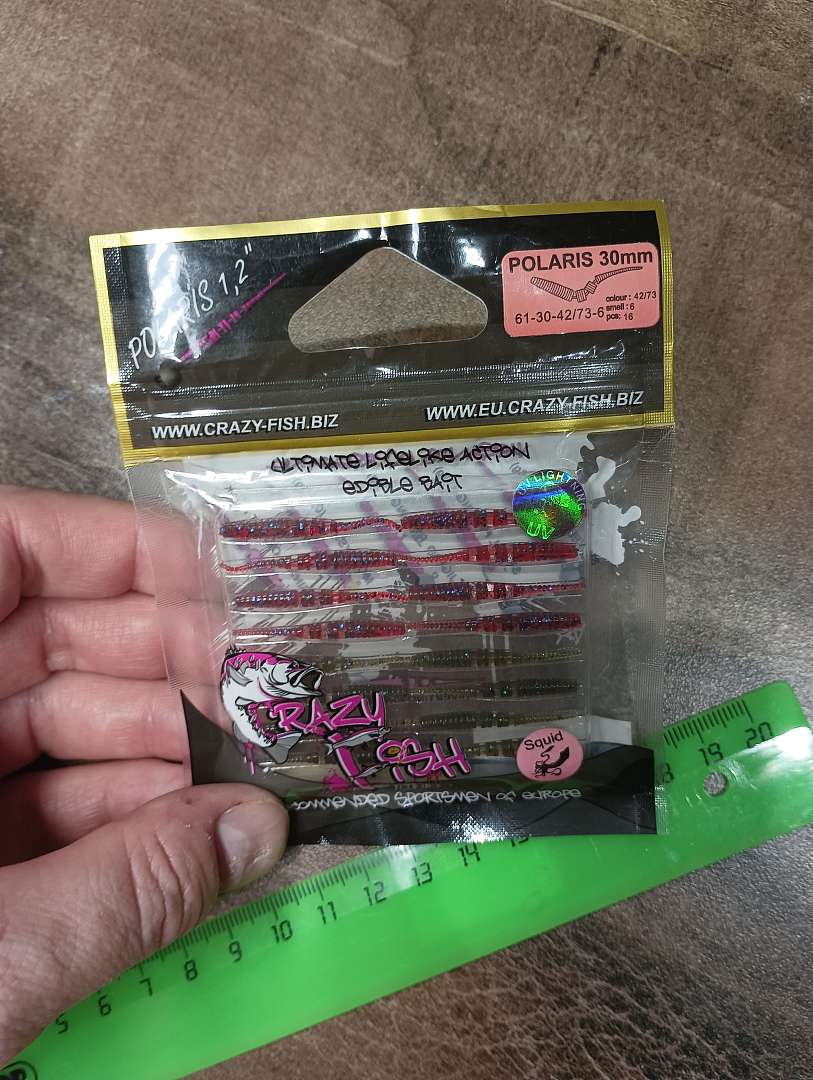 POLARIS 1,2"
POLARIS 30mm
colour : 42/73
smell : 6
61-30-42/73-6 pcs: 16
WWW.CRAZY-FISH.BIZ
WWW.EU.CRAZY-FISH.BIZ
ULTIMATE LIFELIKE ACTION
EDIBLE BAIT
UV LIGHTNING
UV
CRAZY
FISH
Squid
SPORTSMEN OF EUROPE
5 6 7 8 9 10 11 12 13 14 15 19 20